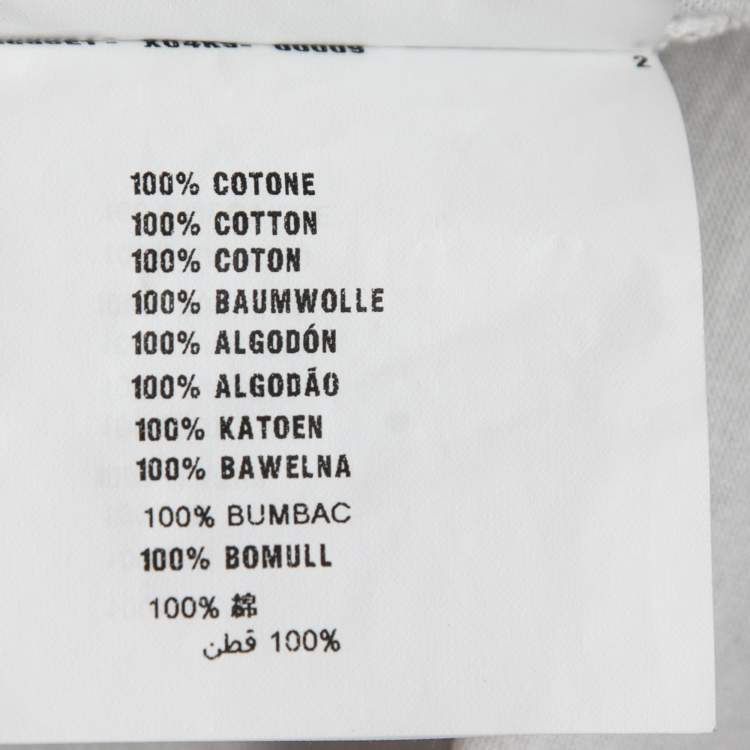 2
100% COTONE
100% COTTON
100% COTON
100% BAUMWOLLE
100% ALGODÓN
100% ALGODÃO
100% KATOEN
100% BAWELNA
100% BUMBAC
100% BOMULL
100% 綿
100% قطن